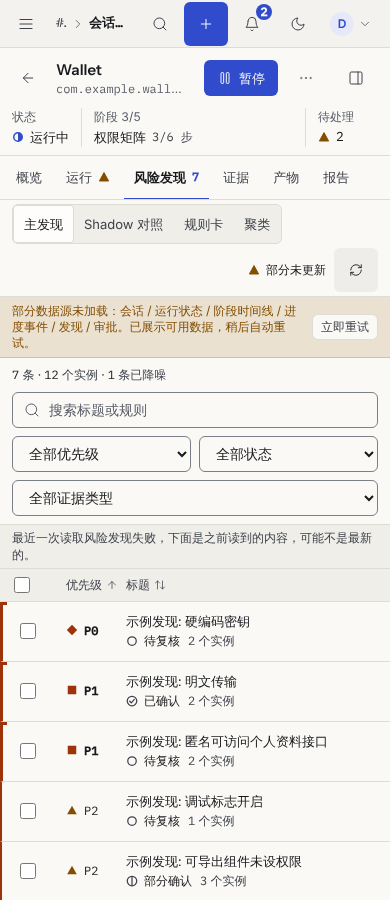 #.
会话…
2
D
Wallet
com.example.wall…
暂停
状态
运行中
阶段 3/5
权限矩阵 3/6 步
待处理
2
概览
运行
风险发现 7
证据
产物
报告
主发现
Shadow 对照
规则卡
聚类
部分未更新
部分数据源未加载：会话 / 运行状态 / 阶段时间线 / 进
度事件 / 发现 / 审批。已展示可用数据，稍后自动重
试。
立即重试
7 条 · 12 个实例 · 1 条已降噪
搜索标题或规则
全部优先级
全部状态
全部证据类型
最近一次读取风险发现失败，下面是之前读到的内容，可能不是最新
的。
优先级 ↑ 标题 ↑↓
P0 示例发现: 硬编码密钥
待复核 2 个实例
P1 示例发现: 明文传输
已确认 2 个实例
P1 示例发现: 匿名可访问个人资料接口
待复核 2 个实例
P2 示例发现: 调试标志开启
待复核 1 个实例
P2 示例发现: 可导出组件未设权限
部分确认 3 个实例